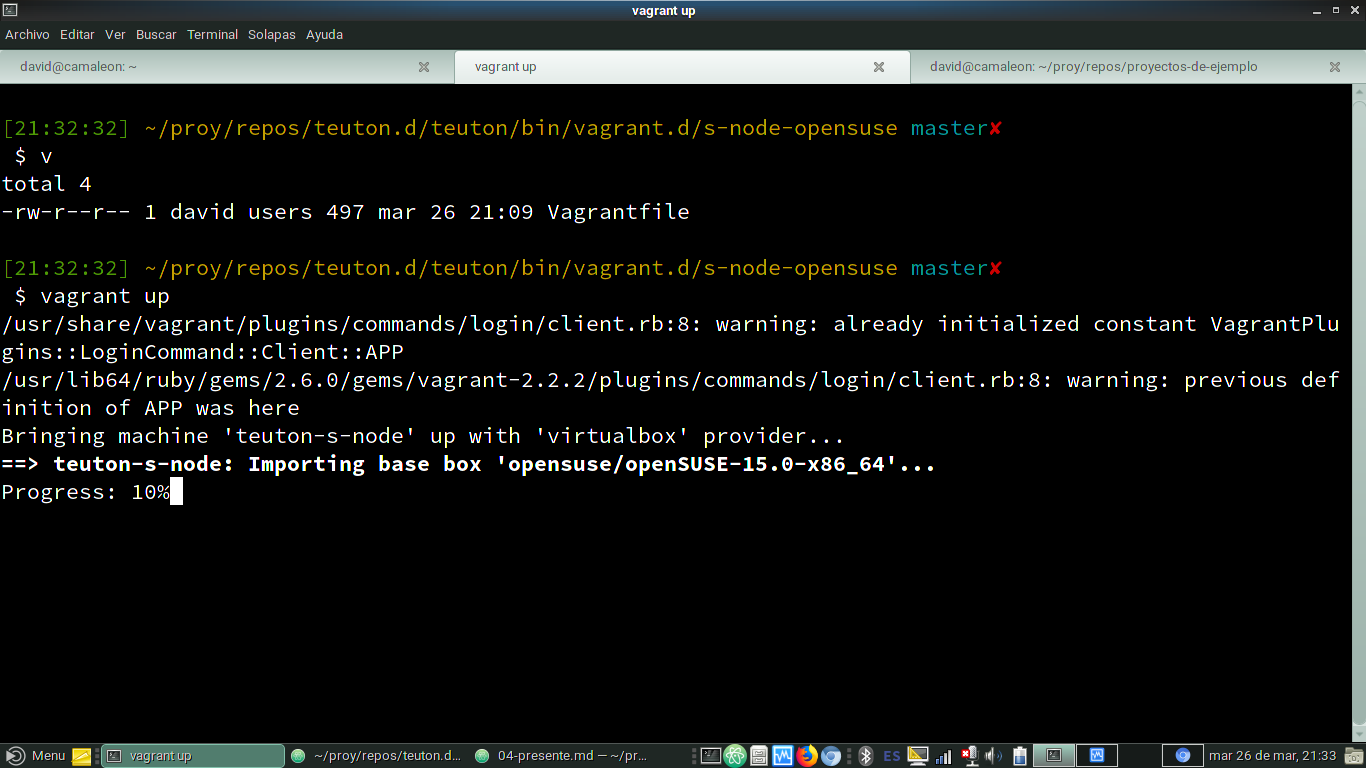 vagrant up
Archivo Editar Ver Buscar Terminal Solapas Ayuda
david@camaleon: ~ vagrant up david@camaleon: ~/proy/repos/proyectos-de-ejemplo
[21:32:32] ~/proy/repos/teuton.d/teuton/bin/vagrant.d/s-node-opensuse master✘
$ v
total 4
-rw-r--r-- 1 david users 497 mar 26 21:09 Vagrantfile
[21:32:32] ~/proy/repos/teuton.d/teuton/bin/vagrant.d/s-node-opensuse master✘
$ vagrant up
/usr/share/vagrant/plugins/commands/login/client.rb:8: warning: already initialized constant VagrantPlu
gins::LoginCommand::Client::APP
/usr/lib64/ruby/gems/2.6.0/gems/vagrant-2.2.2/plugins/commands/login/client.rb:8: warning: previous def
inition of APP was here
Bringing machine 'teuton-s-node' up with 'virtualbox' provider...
==> teuton-s-node: Importing base box 'opensuse/openSUSE-15.0-x86_64'...
Progress: 10%
Menu vagrant up ~/proy/repos/teuton.d... 04-presente.md — ~/pr... ES mar 26 de mar, 21:33